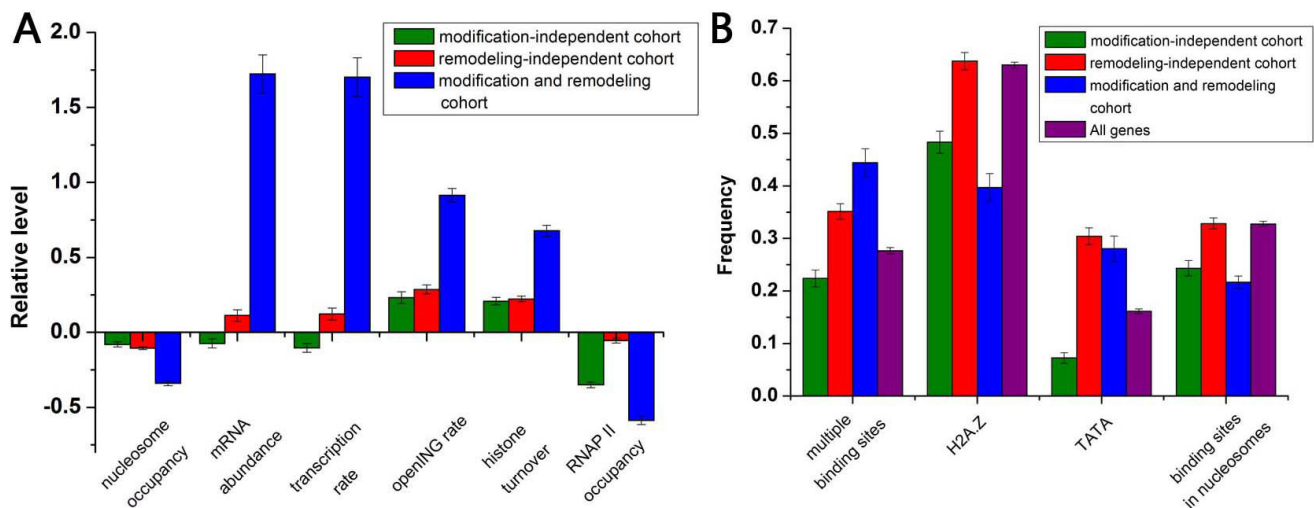 A
2.0
1.5
1.0
0.5
0.0
-0.5
Relative level
modification-independent cohort
remodeling-independent cohort
modification and remodeling
cohort
nucleosome
occupancy
mRNA
abundance
transcription
rate
openING rate
histone
turnover
RNAP II
occupancy
B
0.7
0.6
0.5
0.4
0.3
0.2
0.1
0.0
Frequency
modification-independent cohort
remodeling-independent cohort
modification and remodeling
cohort
All genes
multiple
binding sites
H2A.Z
TATA
binding sites
in nucleosomes